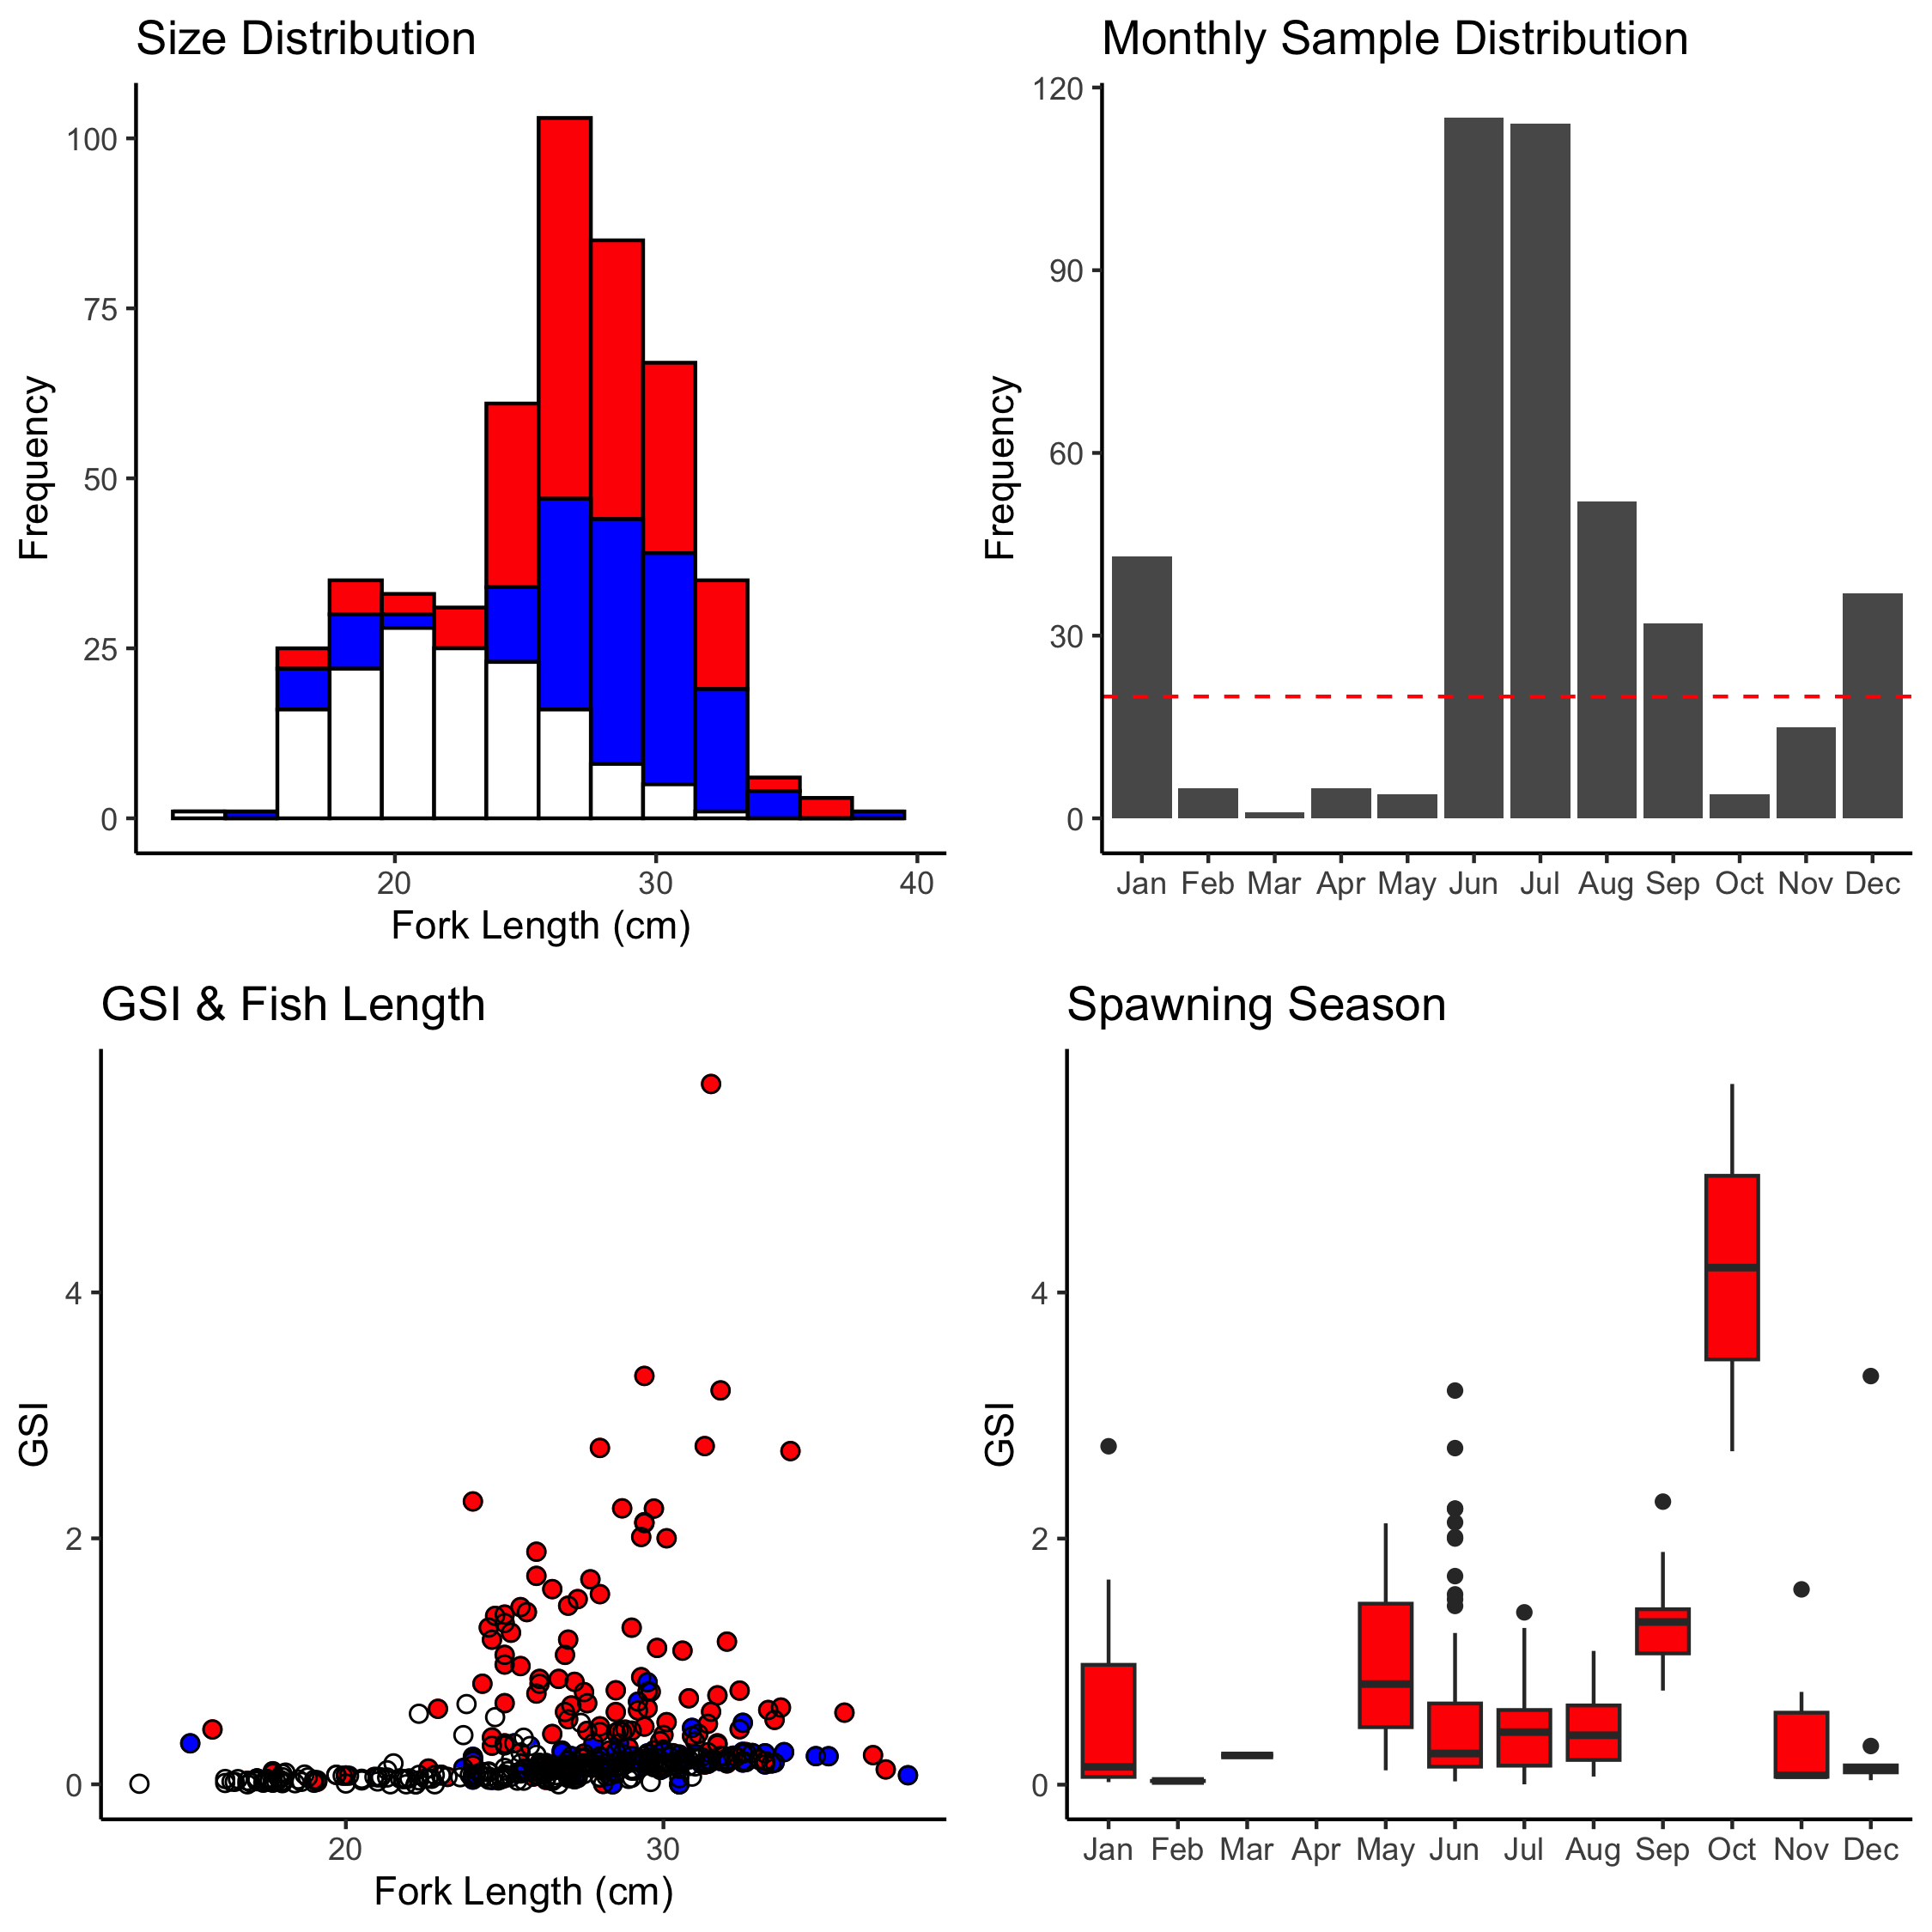 Size Distribution
100
75
50
25
0
Frequency
20 30 40
Fork Length (cm)
Monthly Sample Distribution
120
90
60
30
0
Frequency
Jan Feb Mar Apr May Jun Jul Aug Sep Oct Nov Dec
GSI & Fish Length
4
2
0
GSI
20 30
Fork Length (cm)
Spawning Season
4
2
0
GSI
Jan Feb Mar Apr May Jun Jul Aug Sep Oct Nov Dec